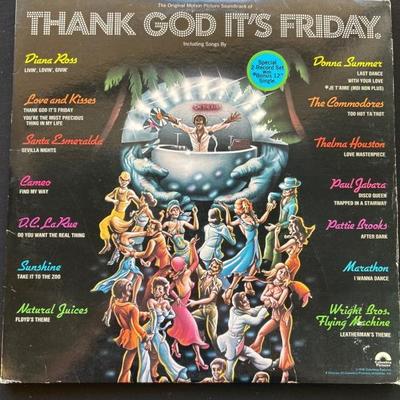 The Original Motion Picture Soundtrack of
THANK GOD IT'S FRIDAY.
Including Songs By
Diana Ross
LIVIN', LOVIN', GIVIN'
Love and Kisses
THANK GOD IT'S FRIDAY
YOU'RE THE MOST PRECIOUS
THING IN MY LIFE
Santa Esmeralda
SEVILLA NIGHTS
Cameo
FIND MY WAY
D.C. LaRue
DO YOU WANT THE REAL THING
Sunshine
TAKE IT TO THE ZOO
Natural Juices
FLOYD'S THEME
Special
2-Record Set
w/
*Bonus 12"
Single.
Donna Summer
LAST DANCE
WITH YOUR LOVE
*JE T'AIME (MOI NON PLUS)
The Commodores
TOO HOT TA TROT
Thelma Houston
LOVE MASTERPIECE
Paul Jabara
DISCO QUEEN
TRAPPED IN A STAIRWAY
Pattie Brooks
AFTER DARK
Marathon
I WANNA DANCE
Wright Bros.
Flying Machine
LEATHERMAN'S THEME
Columbia
Pictures